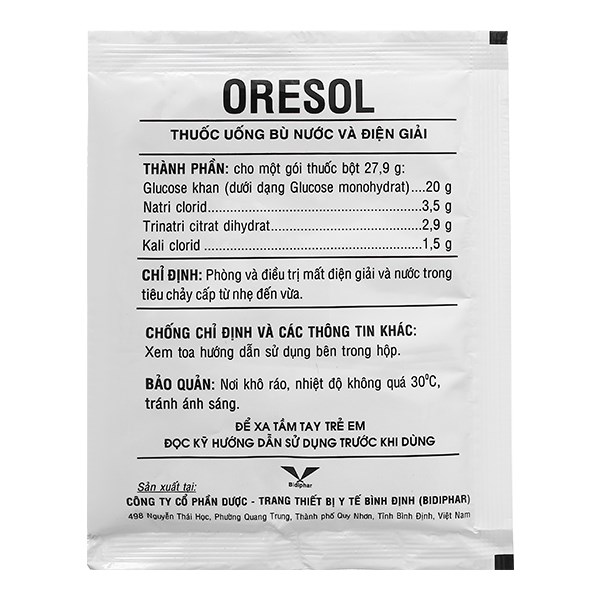 ORESOL
THUỐC UỐNG BÙ NƯỚC VÀ ĐIỆN GIẢI
THÀNH PHẦN: cho một gói thuốc bột 27,9 g:
Glucose khan (dưới dạng Glucose monohydrat)....20 g
Natri clorid.............................................3,5 g
Trinatri citrat dihydrat................................2,9 g
Kali clorid...............................................1,5 g
CHỈ ĐỊNH: Phòng và điều trị mất điện giải và nước trong
tiêu chảy cấp từ nhẹ đến vừa.
CHỐNG CHỈ ĐỊNH VÀ CÁC THÔNG TIN KHÁC:
Xem toa hướng dẫn sử dụng bên trong hộp.
BẢO QUẢN: Nơi khô ráo, nhiệt độ không quá 30⁰C,
tránh ánh sáng.
ĐỂ XA TẦM TAY TRẺ EM
ĐỌC KỸ HƯỚNG DẪN SỬ DỤNG TRƯỚC KHI DÙNG
Bidiphar
Sản xuất tại:
CÔNG TY CỔ PHẦN DƯỢC - TRANG THIẾT BỊ Y TẾ BÌNH ĐỊNH (BIDIPHAR)
498 Nguyễn Thái Học, Phường Quang Trung, Thành phố Quy Nhơn, Tỉnh Bình Định, Việt Nam